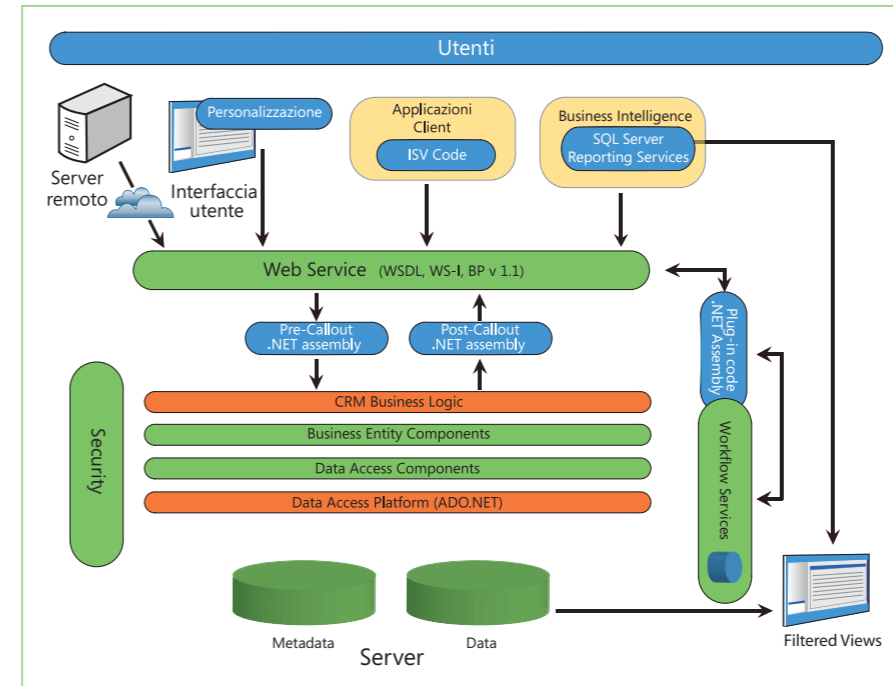 Utenti
Personalizzazione
Applicazioni
Client
ISV Code
Business Intelligence
SQL Server
Reporting Services
Server
remoto
Interfaccia
utente
Web Service (WSDL, WS-I, BP v 1.1)
Pre-Callout
.NET assembly
Post-Callout
.NET assembly
Plug-in code
.NET Assembly
Security
CRM Business Logic
Business Entity Components
Data Access Components
Data Access Platform (ADO.NET)
Workflow Services
Metadata
Data
Server
Filtered Views